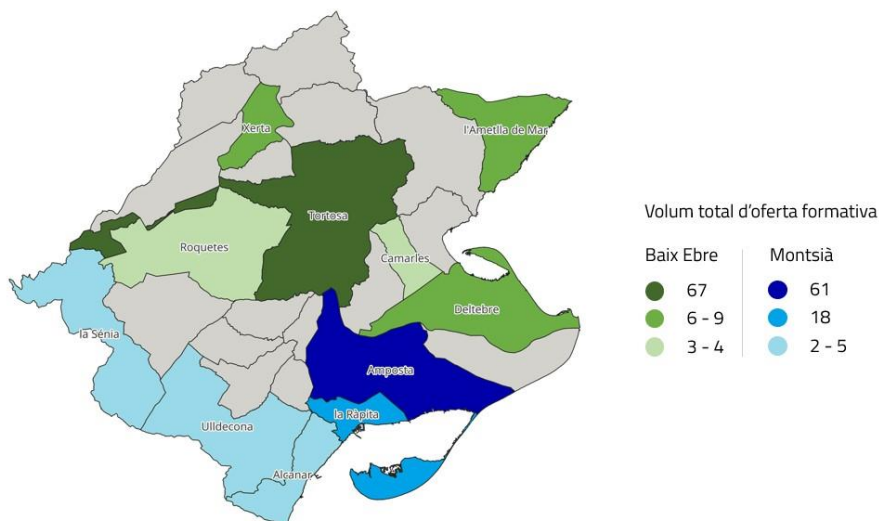 Xerta
l'Ametlla de Mar
Tortosa
Roquetes
Camarles
Deltebre
la Sénia
Amposta
la Ràpita
Ulldecona
Alcanar
Volum total d'oferta formativa
Baix Ebre
67
6 - 9
3 - 4
Montsià
61
18
2 - 5